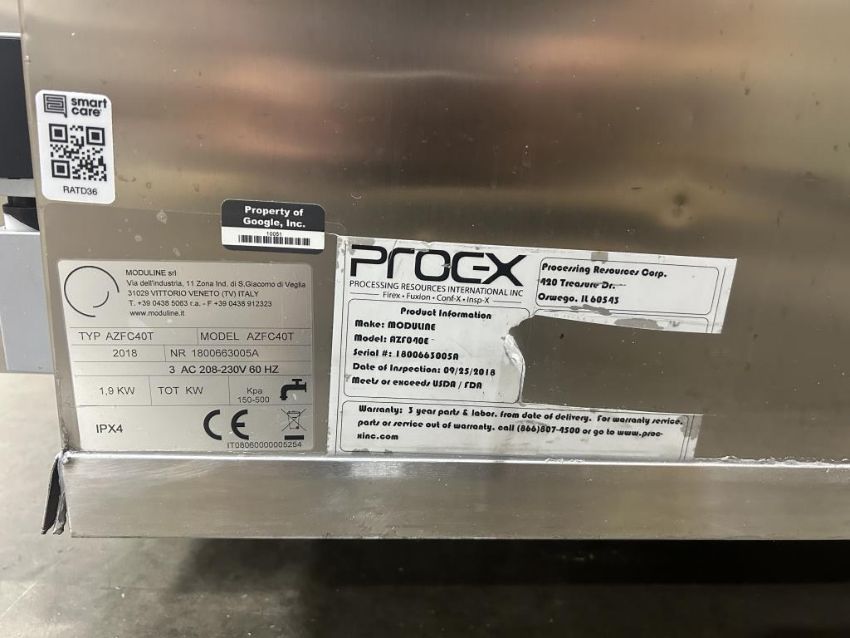 smart
care
RATD36
Property of
Google, Inc.
10051
MODULINE srl
Via dell'industria, 11 Zona Ind. di S.Giacomo di Veglia
31029 VITTORIO VENETO (TV) ITALY
T. +39 0438 5063 r.a. - F +39 0438 912323
www.moduline.it
TYP AZFC40T MODEL AZFC40T
2018 NR 1800663005A
3 AC 208-230V 60 HZ
1,9 KW TOT KW Kpa
150-500
IPX4 CE
IT08060000005254
PROC-X
PROCESSING RESOURCES INTERNATIONAL INC
Firex • Fuxion • Conf-X • Insp-X
Product Information
Make: MODULINE
Model: AZF040E
Serial #: 1800663005A
Date of Inspection: 09/25/2018
Meets or exceeds USDA / FDA
Processing Resources Corp.
420 Treasure Dr.
Oswego, IL 60543
Warranty: 3 year parts & labor, from date of delivery. For warranty service,
parts or service out of warranty, call (866)807-4500 or go to www.proc-
xinc.com